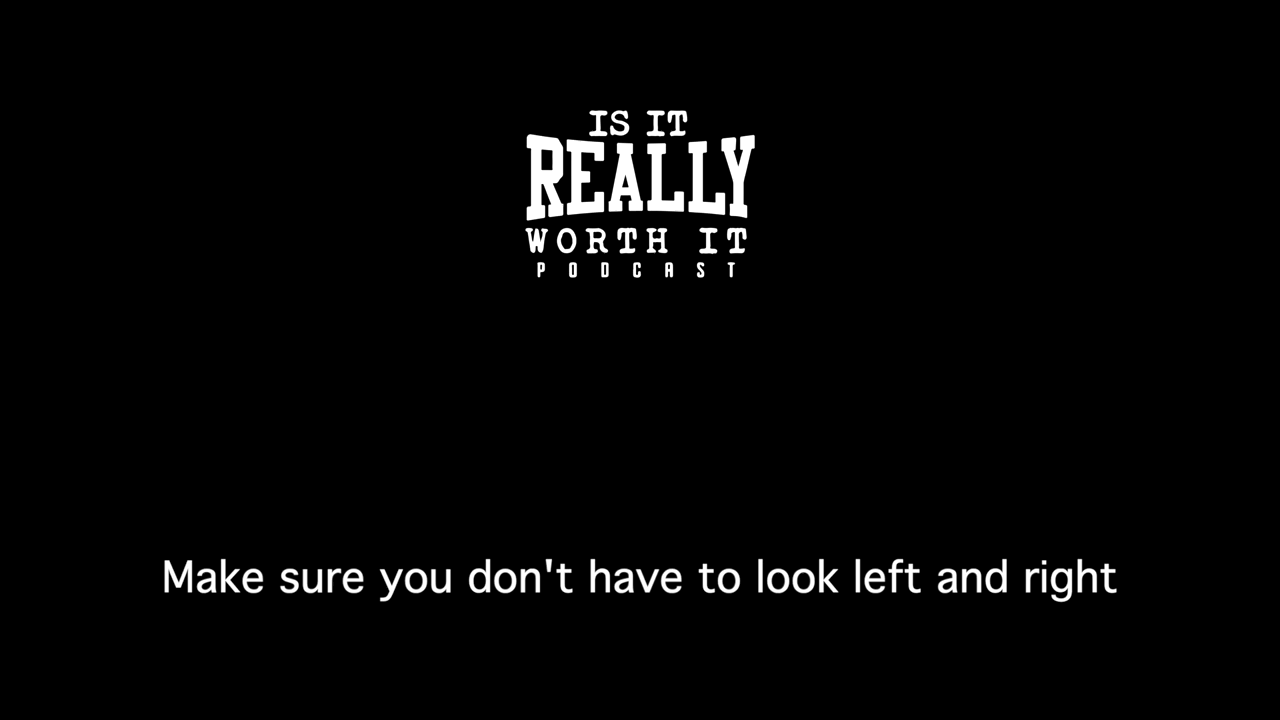 IS IT
REALLY
WORTH IT
PODCAST
Make sure you don't have to look left and right